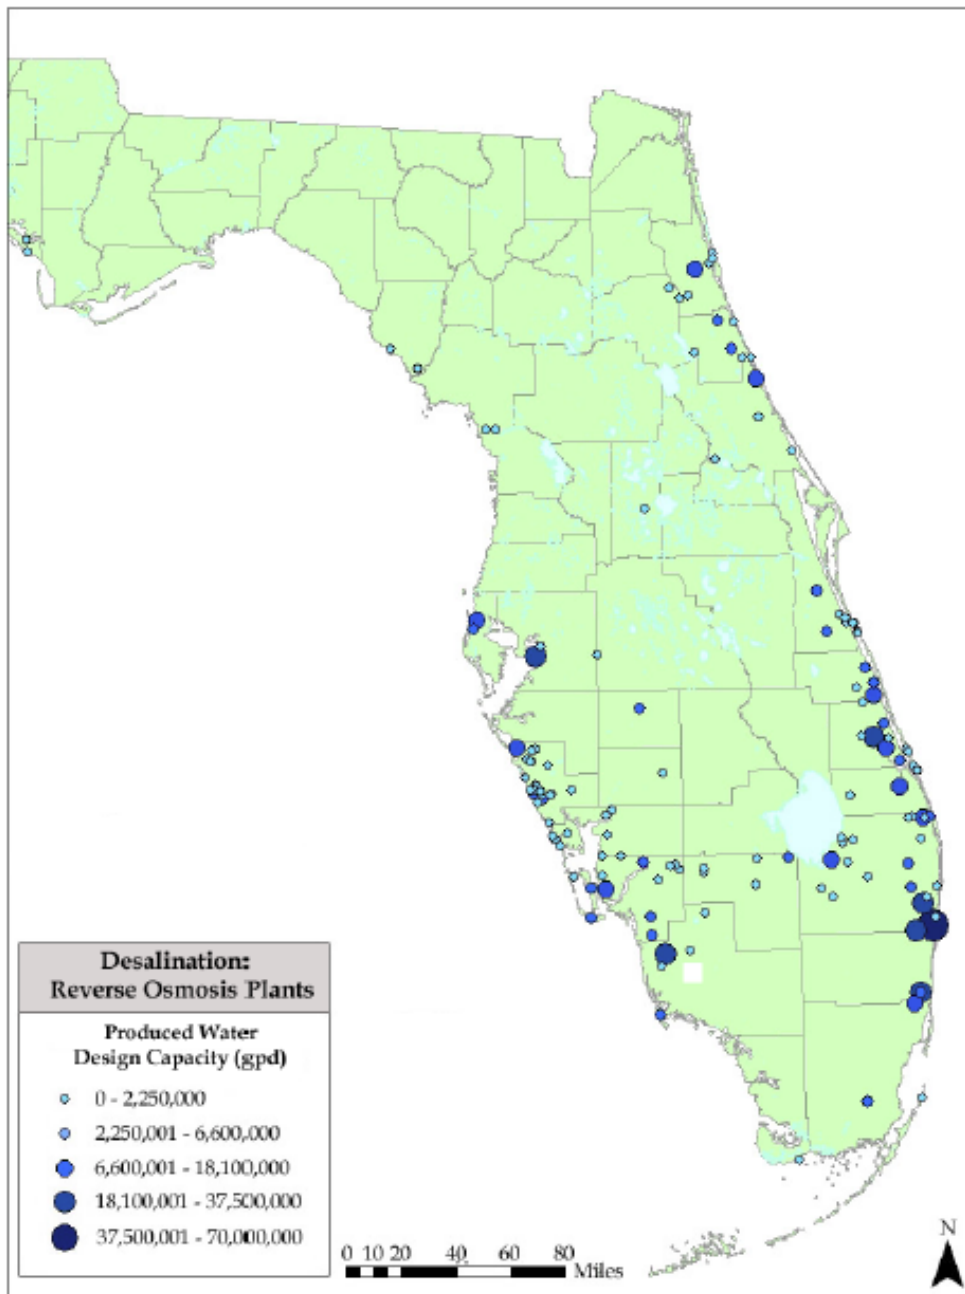 Desalination:
Reverse Osmosis Plants
Produced Water
Design Capacity (gpd)
0 - 2,250,000
2,250,001 - 6,600,000
6,600,001 - 18,100,000
18,100,001 - 37,500,000
37,500,001 - 70,000,000
0 10 20 40 60 80
Miles
N